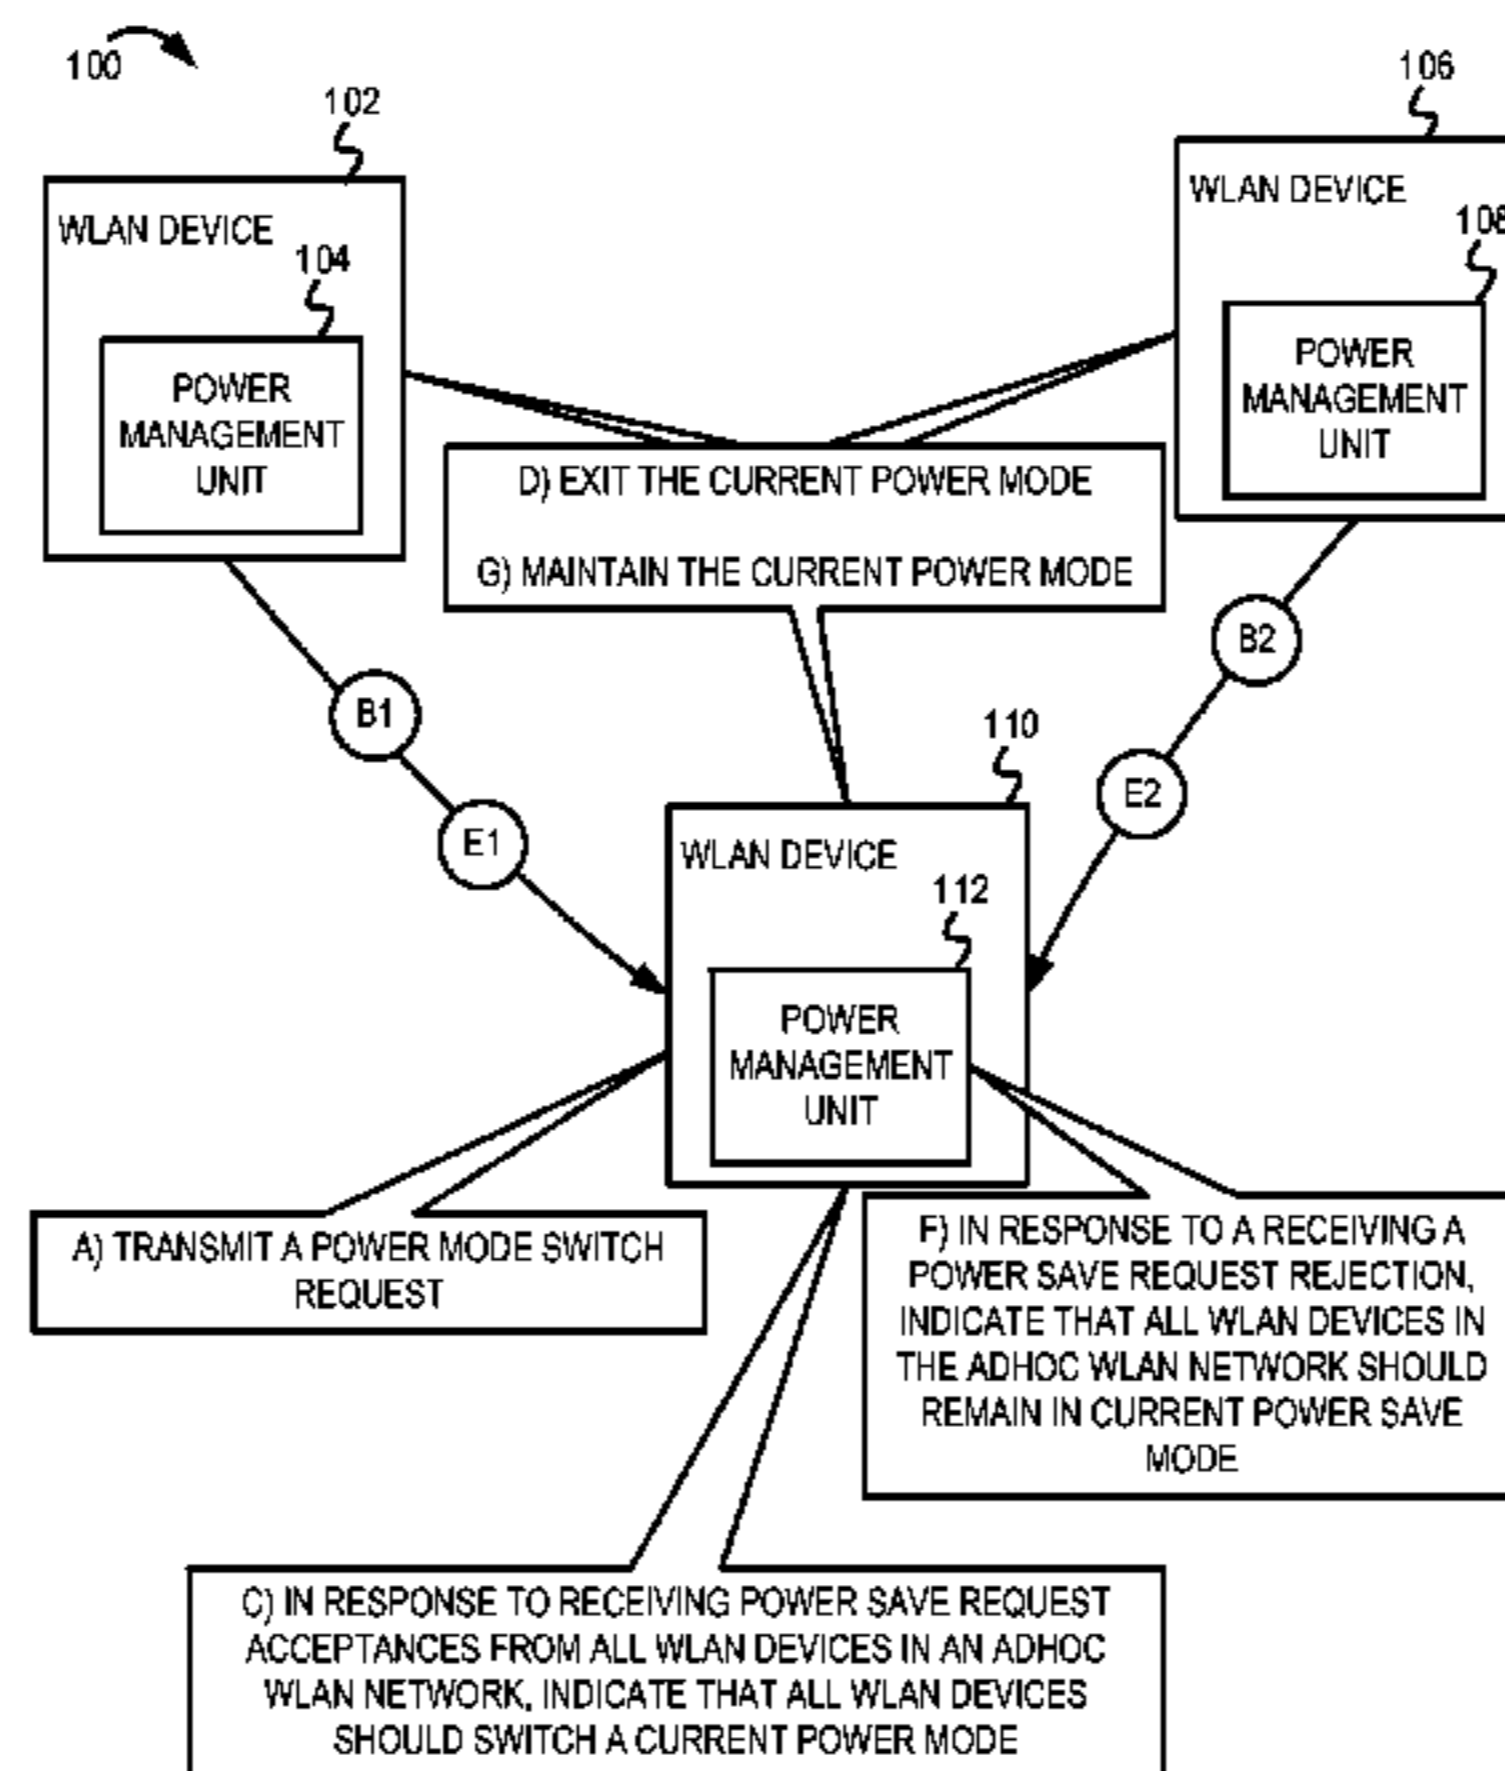 100
102
106
WLAN DEVICE
104
POWER
MANAGEMENT
UNIT
WLAN DEVICE
108
POWER
MANAGEMENT
UNIT
D) EXIT THE CURRENT POWER MODE
G) MAINTAIN THE CURRENT POWER MODE
B1
B2
E1
E2
110
WLAN DEVICE
112
POWER
MANAGEMENT
UNIT
A) TRANSMIT A POWER MODE SWITCH
REQUEST
F) IN RESPONSE TO A RECEIVING A
POWER SAVE REQUEST REJECTION,
INDICATE THAT ALL WLAN DEVICES IN
THE ADHOC WLAN NETWORK SHOULD
REMAIN IN CURRENT POWER SAVE
MODE
C) IN RESPONSE TO RECEIVING POWER SAVE REQUEST
ACCEPTANCES FROM ALL WLAN DEVICES IN AN ADHOC
WLAN NETWORK, INDICATE THAT ALL WLAN DEVICES
SHOULD SWITCH A CURRENT POWER MODE